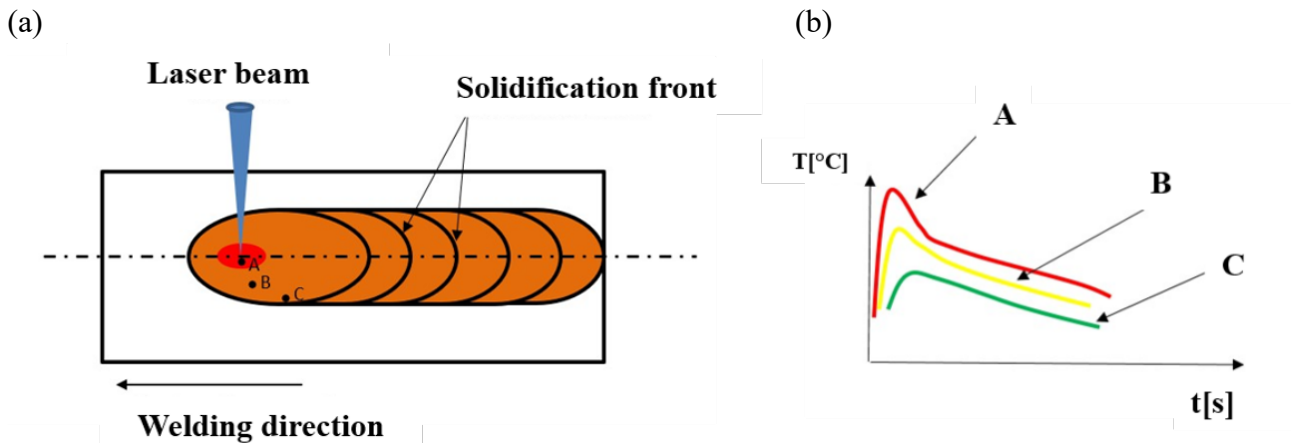 (a)
Laser beam
Solidification front
A
B
C
Welding direction
(b)
T[°C]
A
B
C
t[s]